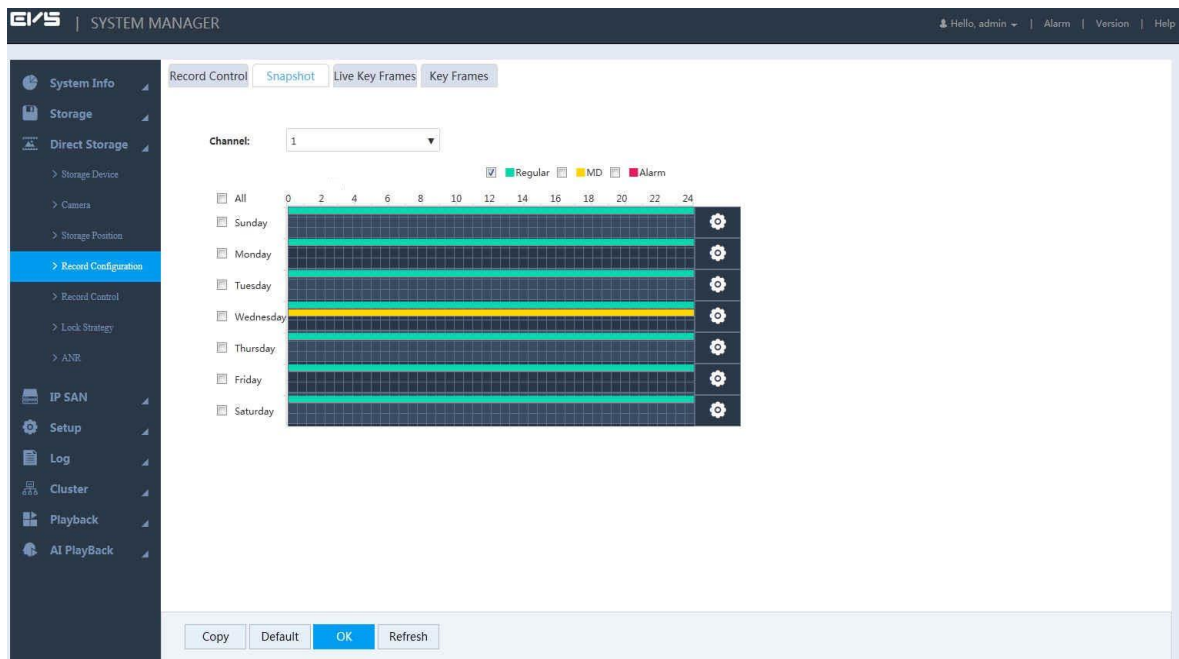 EIVS | SYSTEM MANAGER
Hello, admin | Alarm | Version | Help
System Info
Storage
Direct Storage
> Storage Device
> Camera
> Storage Position
> Record Configuration
> Record Control
> Lock Strategy
> ANR
IP SAN
Setup
Log
Cluster
Playback
AI PlayBack
Record Control Snapshot Live Key Frames Key Frames
Channel: 1
Regular MD Alarm
All 0 2 4 6 8 10 12 14 16 18 20 22 24
Sunday
Monday
Tuesday
Wednesday
Thursday
Friday
Saturday
Copy Default OK Refresh